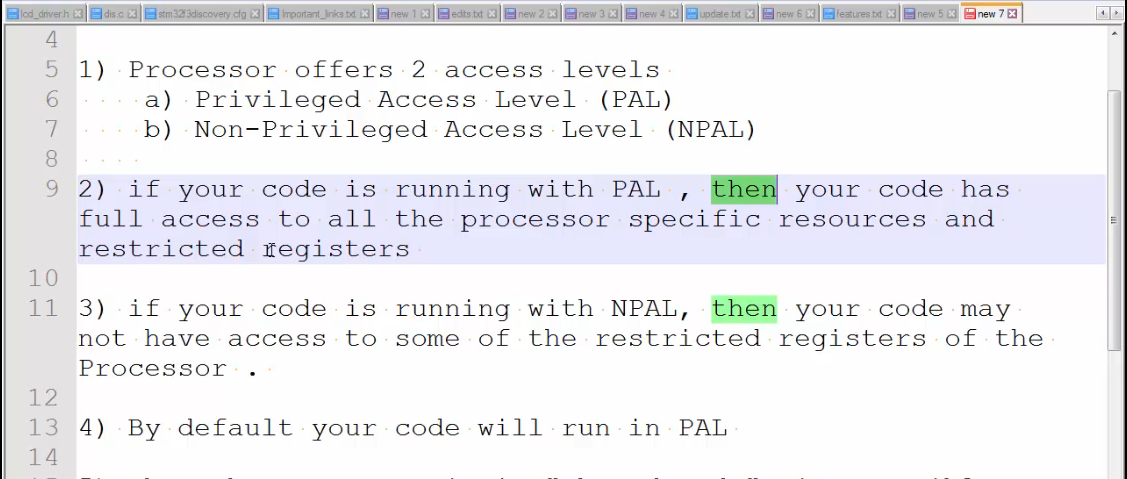 lcd_driver.h dis.c stm32f3discovery.cfg Important_links.txt new 1 edits.txt new 2 new 3 new 4 update.txt new 6 features.txt new 5 new 7
4
5 1) Processor offers 2 access levels
6 a) Privileged Access Level (PAL)
7 b) Non-Privileged Access Level (NPAL)
8
9 2) if your code is running with PAL , then your code has
full access to all the processor specific resources and
restricted registers
10
11 3) if your code is running with NPAL, then your code may
not have access to some of the restricted registers of the
Processor .
12
13 4) By default your code will run in PAL
14